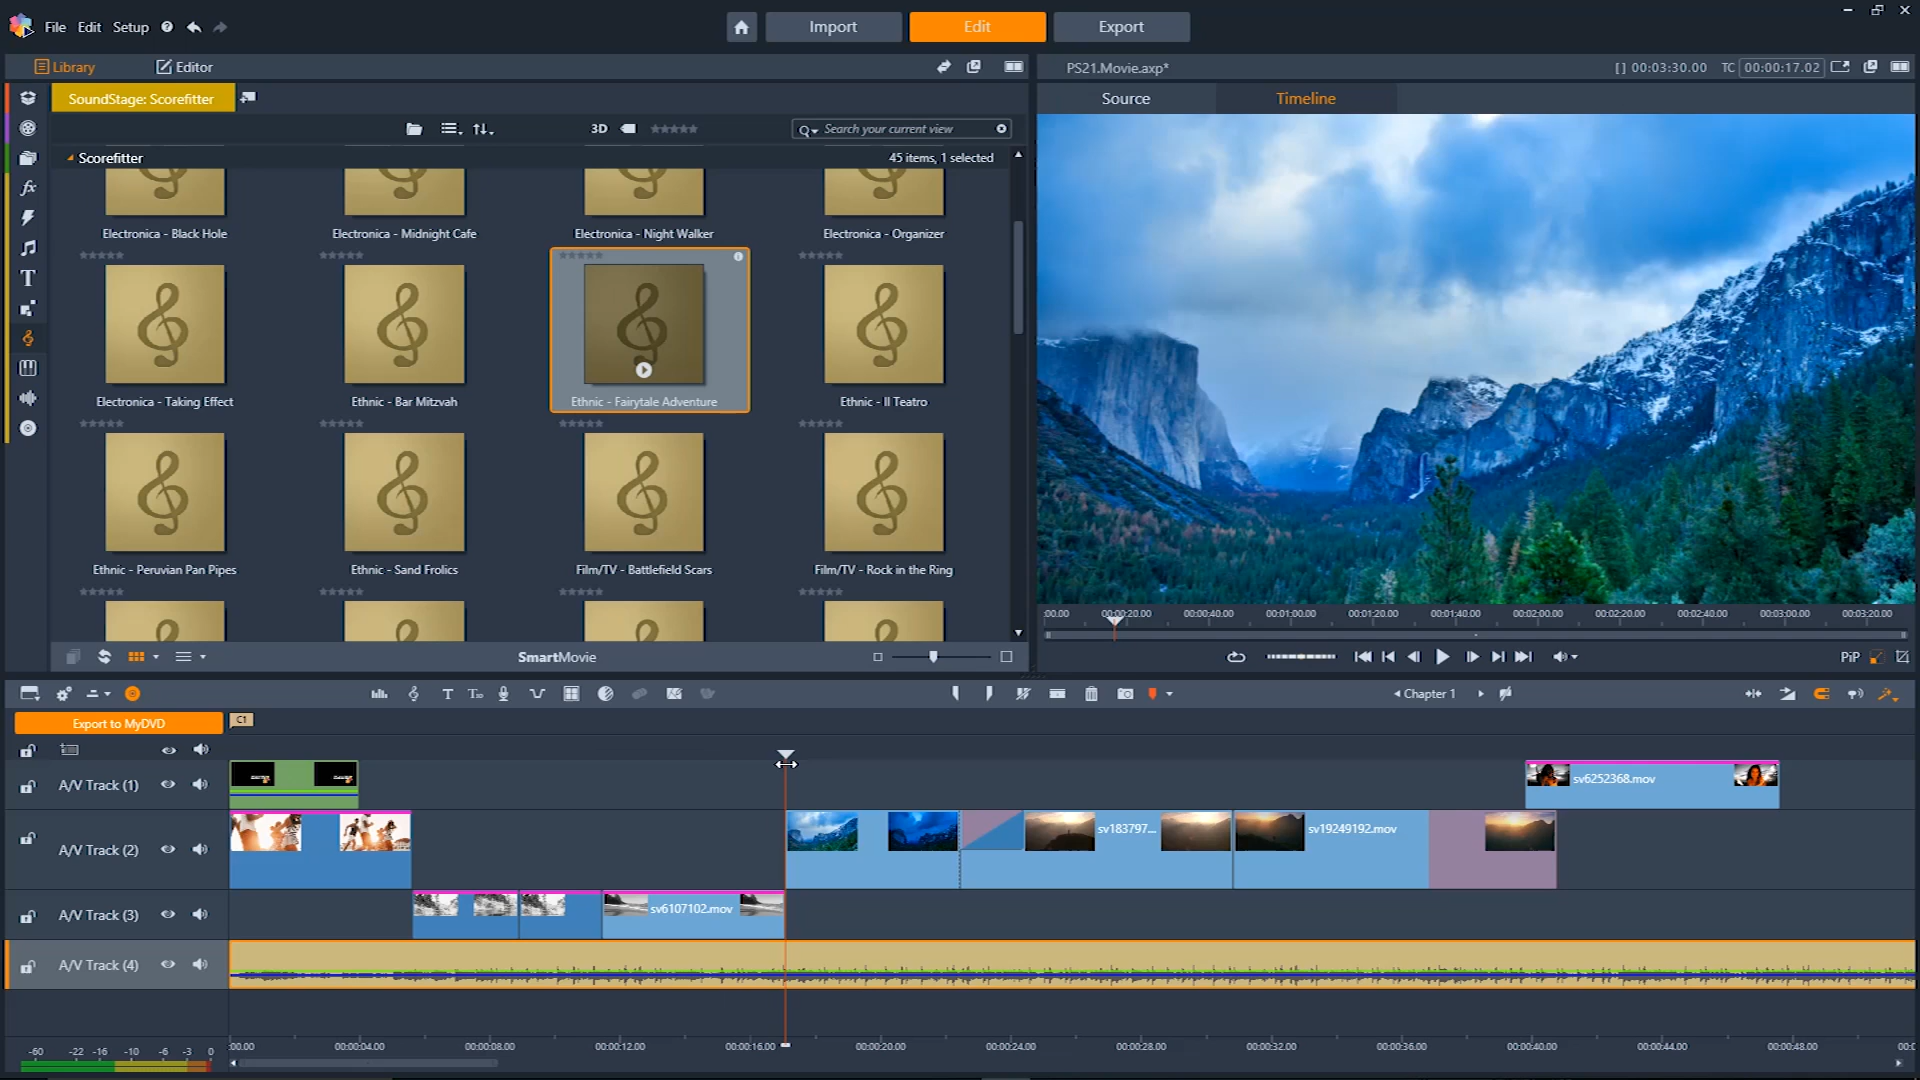 File Edit Setup
Import Edit Export
Library Editor
PS21.Movie.axp*
[ ] 00:03:30.00 TC 00:00:17.02
SoundStage: Scorefitter
Source Timeline
3D
Search your current view
Scorefitter
45 items, 1 selected
Electronica - Black Hole
Electronica - Midnight Cafe
Electronica - Night Walker
Electronica - Organizer
Electronica - Taking Effect
Ethnic - Bar Mitzvah
Ethnic - Fairytale Adventure
Ethnic - Il Teatro
Ethnic - Peruvian Pan Pipes
Ethnic - Sand Frolics
Film/TV - Battlefield Scars
Film/TV - Rock in the Ring
:00.00 00:00:20.00 00:00:40.00 00:01:00.00 00:01:20.00 00:01:40.00 00:02:00.00 00:02:20.00 00:02:40.00 00:03:00.00 00:03:20.00
SmartMovie
PiP
Chapter 1
Export to MyDVD
C1
A/V Track (1)
sv6252368.mov
A/V Track (2)
sv183797...
sv19249192.mov
A/V Track (3)
sv6107102.mov
A/V Track (4)
-60 -22 -16 -10 -6 -3 0
:00.00 00:00:04.00 00:00:08.00 00:00:12.00 00:00:16.00 00:00:20.00 00:00:24.00 00:00:28.00 00:00:32.00 00:00:36.00 00:00:40.00 00:00:44.00 00:00:48.00 00:0